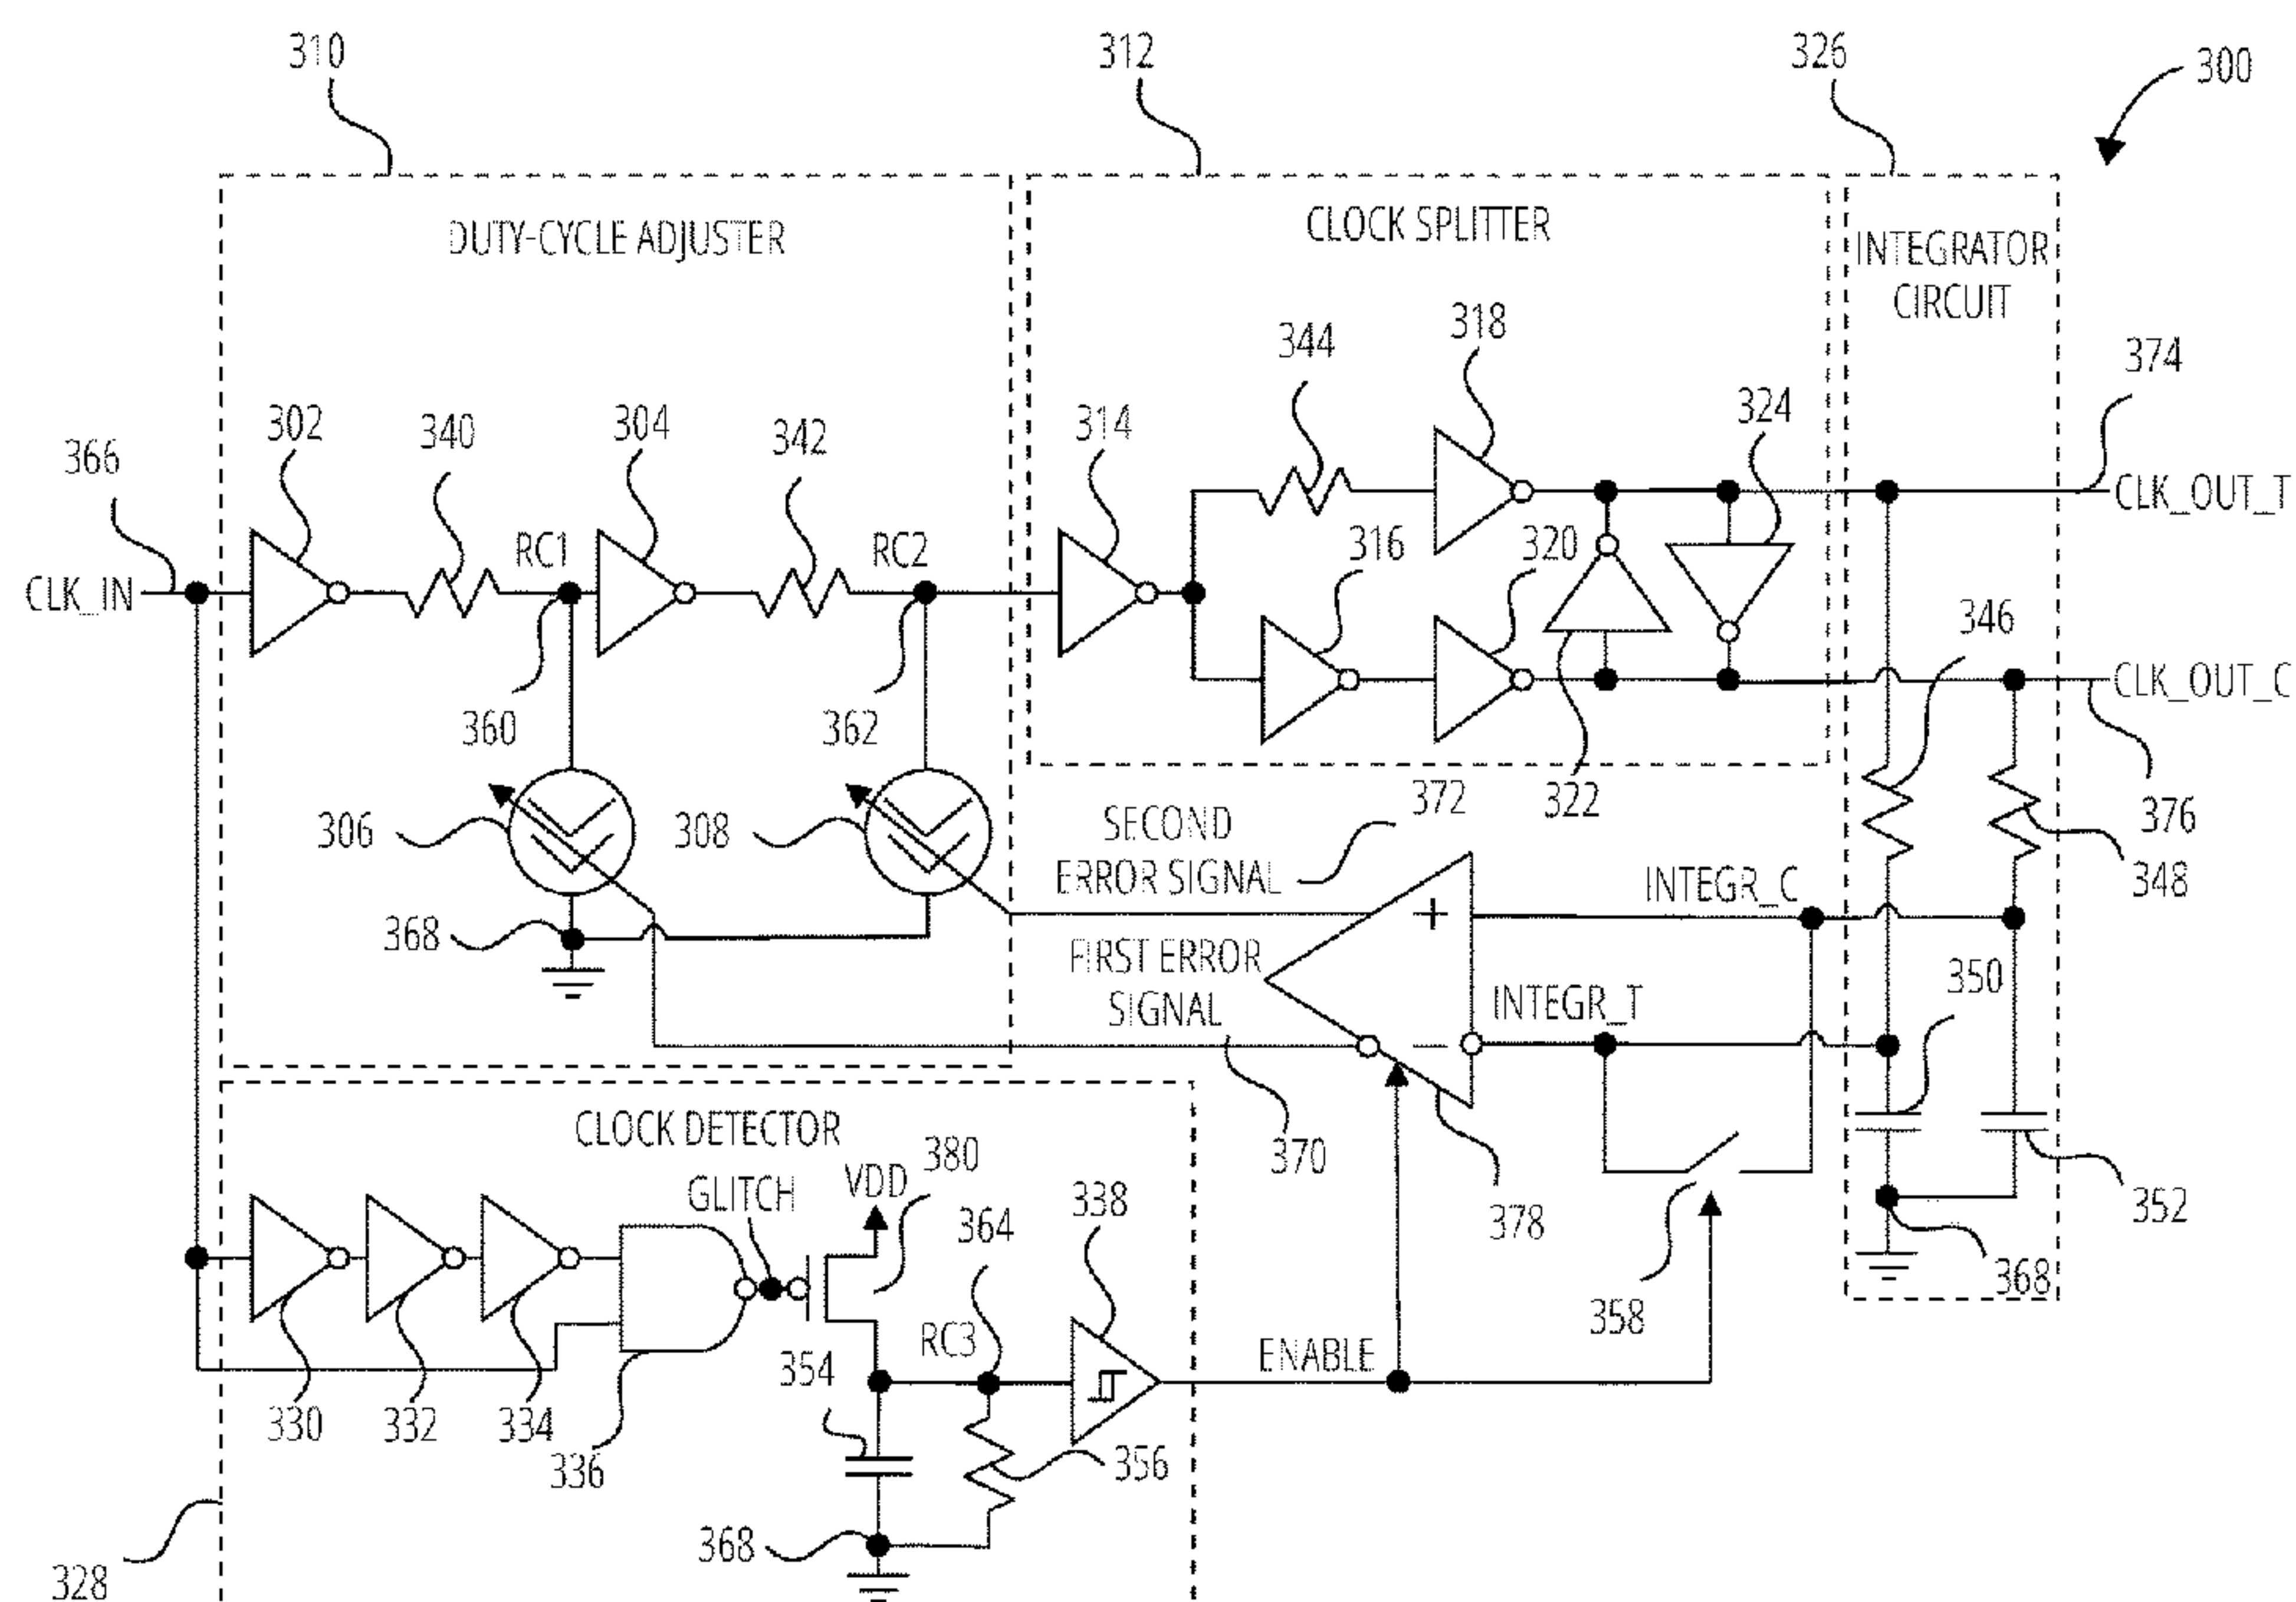 310
312
326
300
DUTY-CYCLE ADJUSTER
CLOCK SPLITTER
INTEGRATOR
CIRCUIT
318
344
374
324
302
340
304
342
314
366
CLK_OUT_T
RC1
RC2
316
320
CLK_IN
346
CLK_OUT_C
360
362
306
308
SECOND
ERROR SIGNAL
372
322
376
348
INTEGR_C
+
368
FIRST ERROR
SIGNAL
350
INTEGR_T
−
CLOCK DETECTOR
380
370
GLITCH
VDD
338
364
378
352
368
358
RC3
354
ENABLE
330
332
334
336
356
368
328